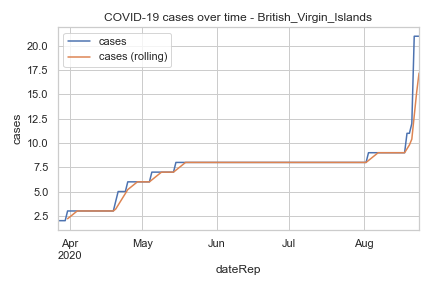 COVID-19 cases over time - British_Virgin_Islands
cases
cases (rolling)
20.0
17.5
15.0
12.5
10.0
7.5
5.0
2.5
cases
Apr
2020
May
Jun
Jul
Aug
dateRep